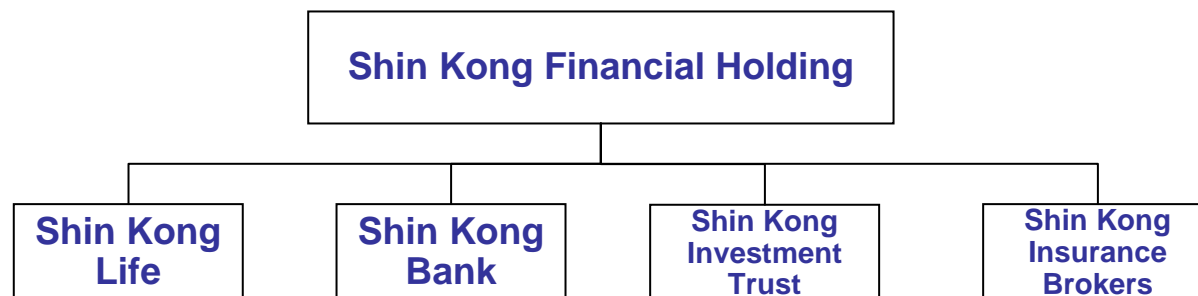 Shin Kong Financial Holding
Shin Kong
Life
Shin Kong
Bank
Shin Kong
Investment
Trust
Shin Kong
Insurance
Brokers